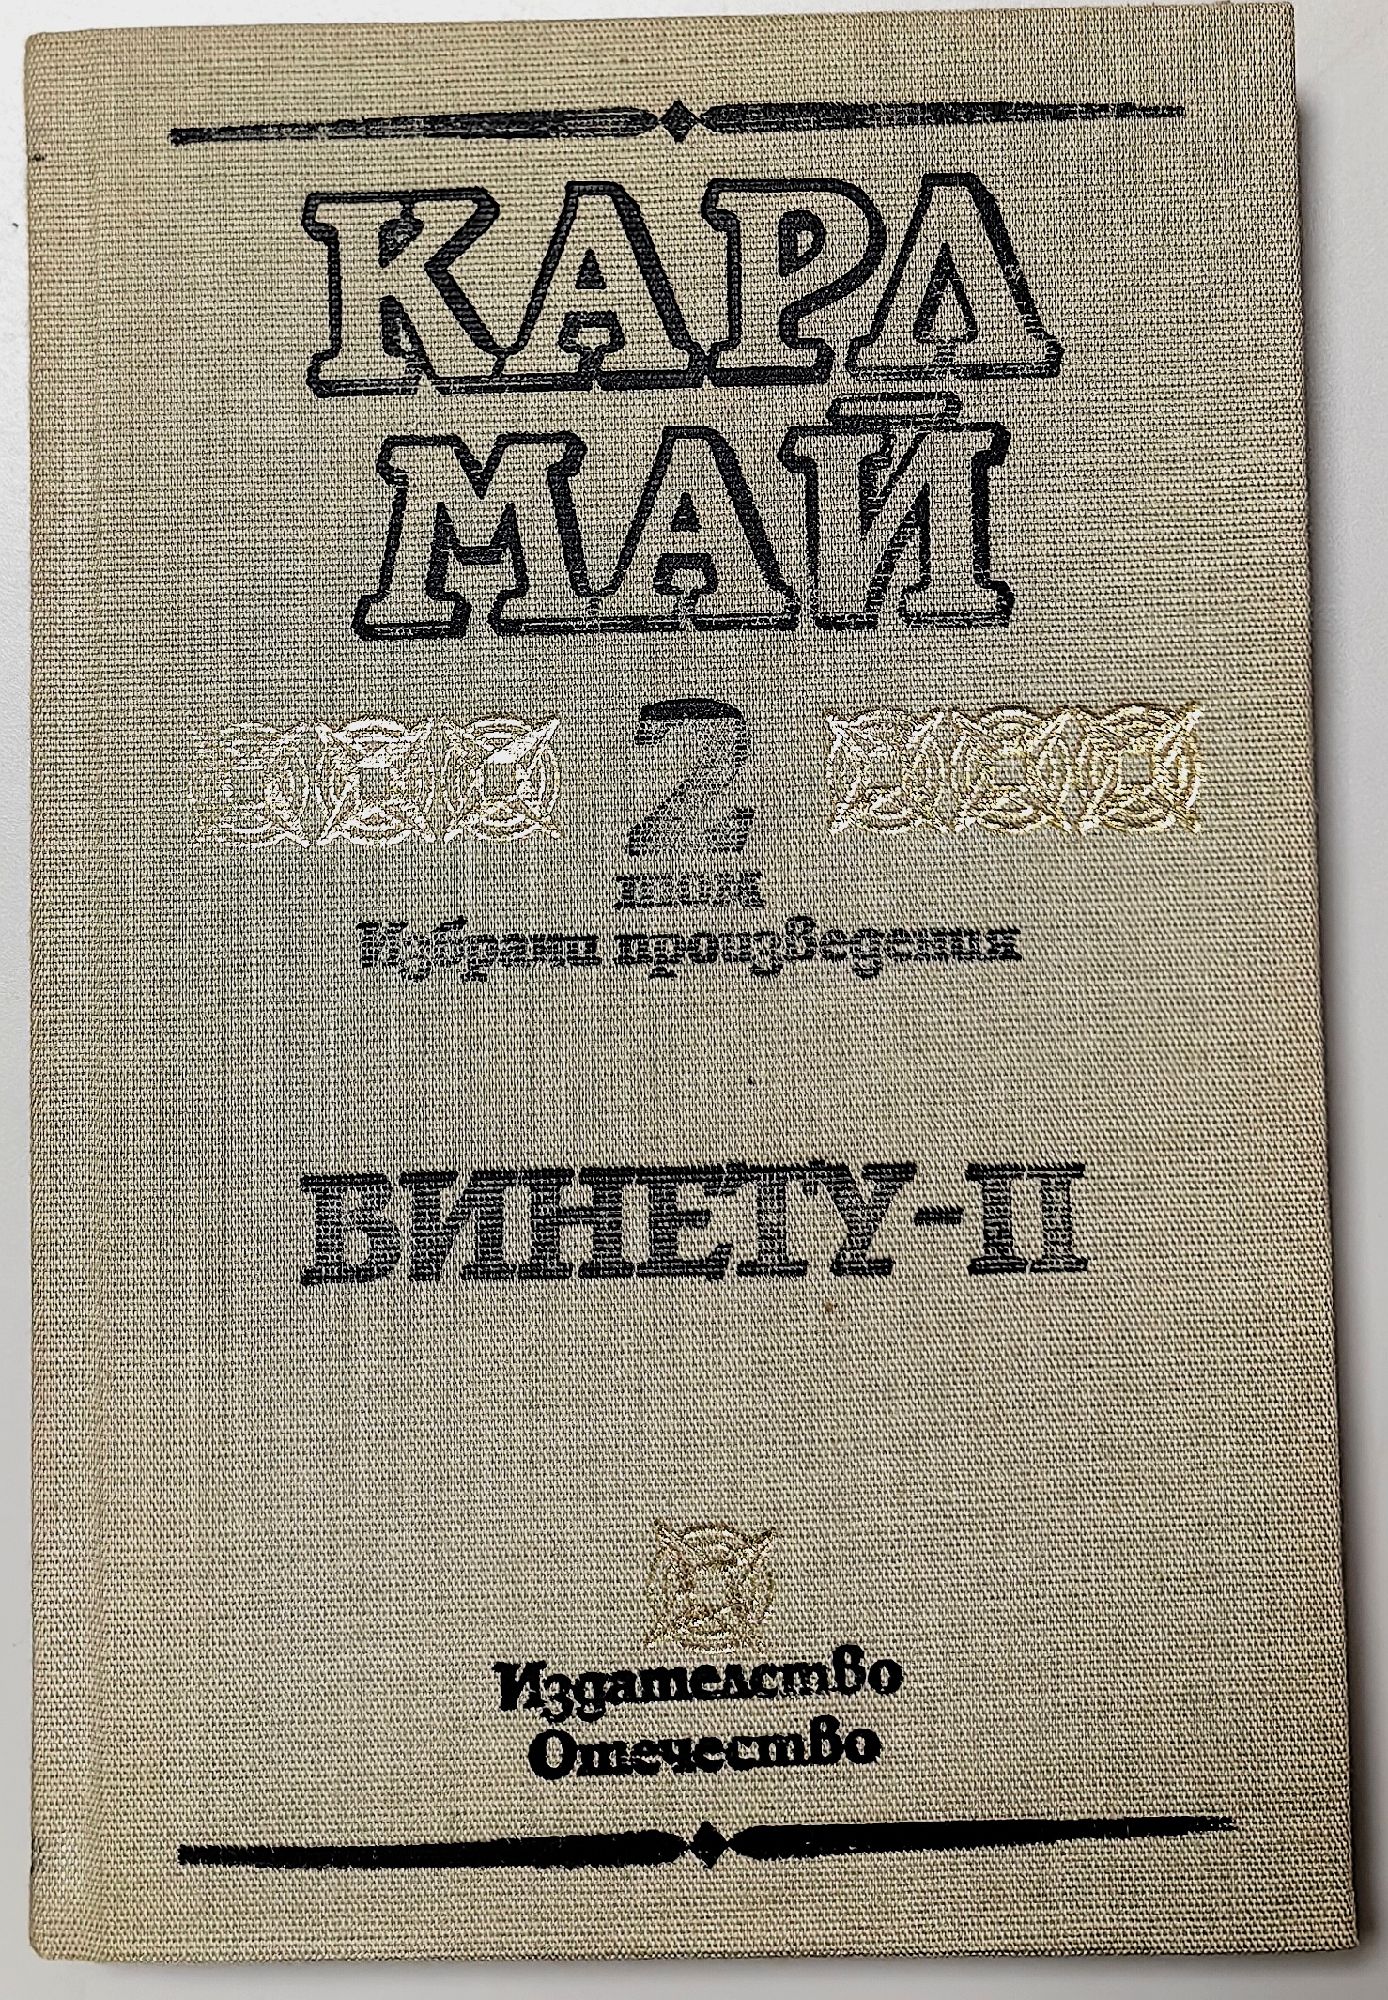 КАРЛ
МАЙ
2
том
Избрани произведения
ВИНЕТУ-II
Издателство
Отечество